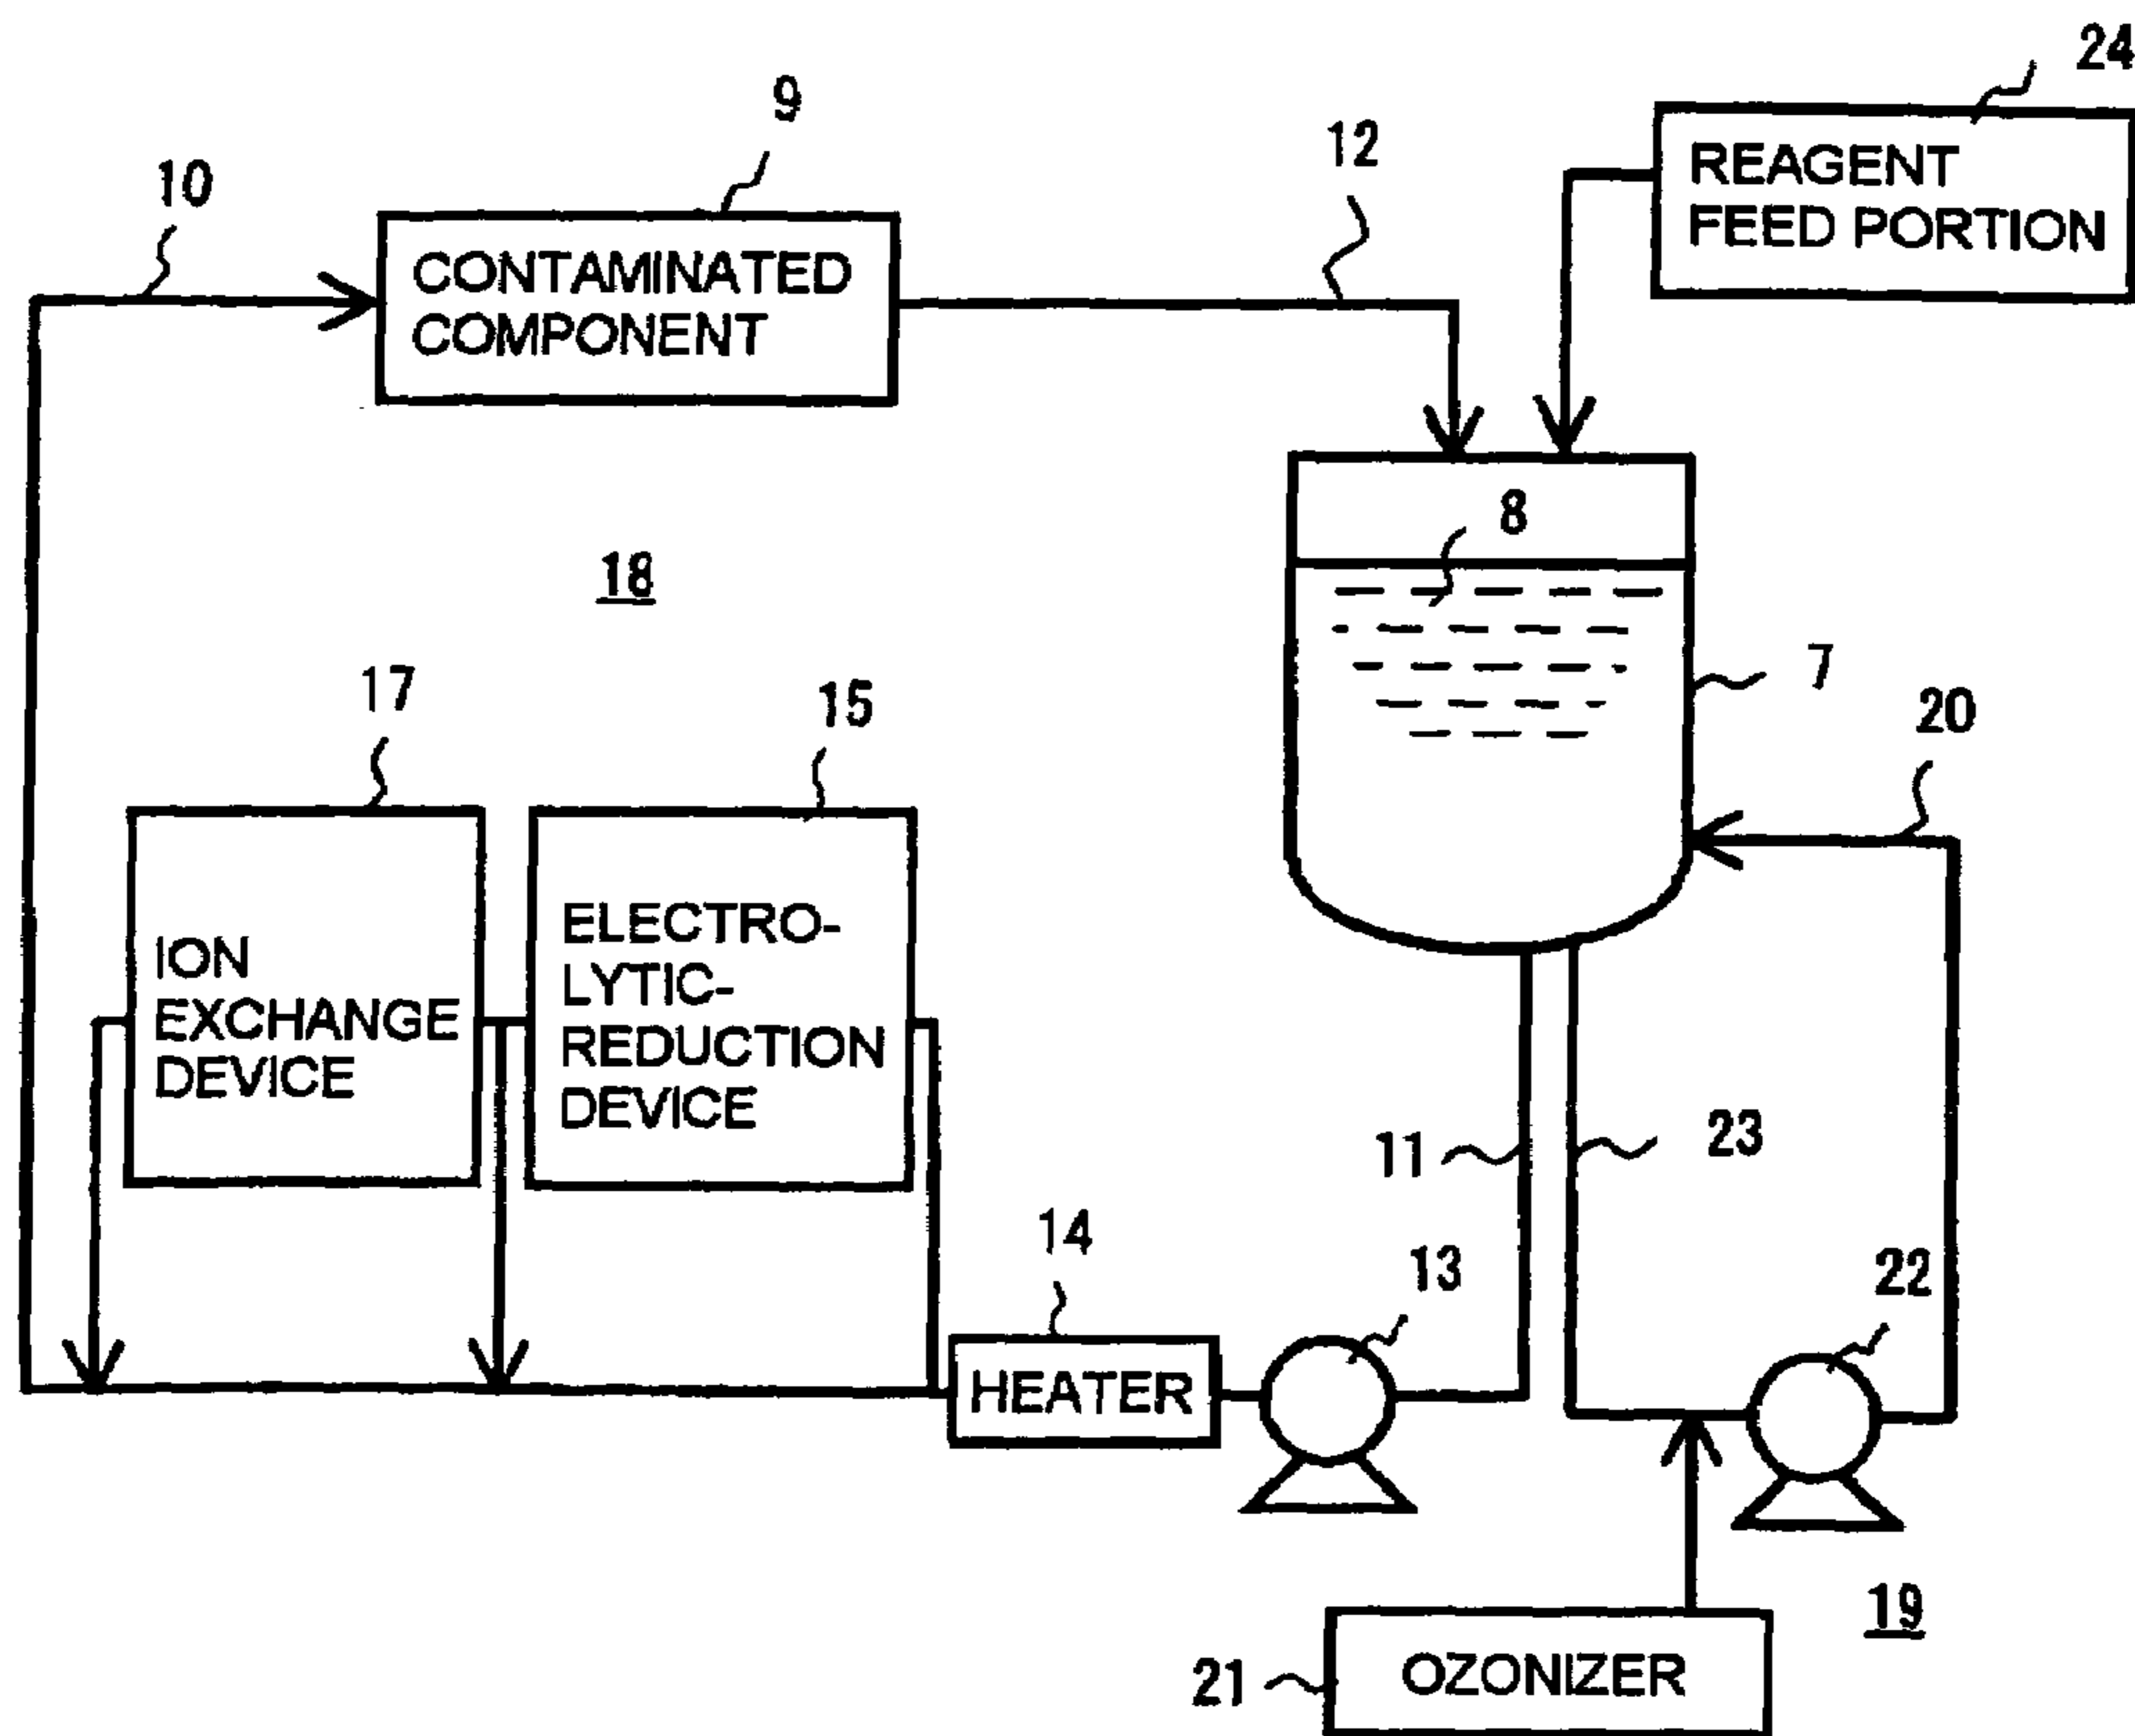 24
9
12
REAGENT
FEED PORTION
10
CONTAMINATED
COMPONENT
8
18
7
17
15
20
ELECTRO-
LYTIC-
REDUCTION
DEVICE
ION
EXCHANGE
DEVICE
11
23
14
13
22
HEATER
19
21
OZONIZER